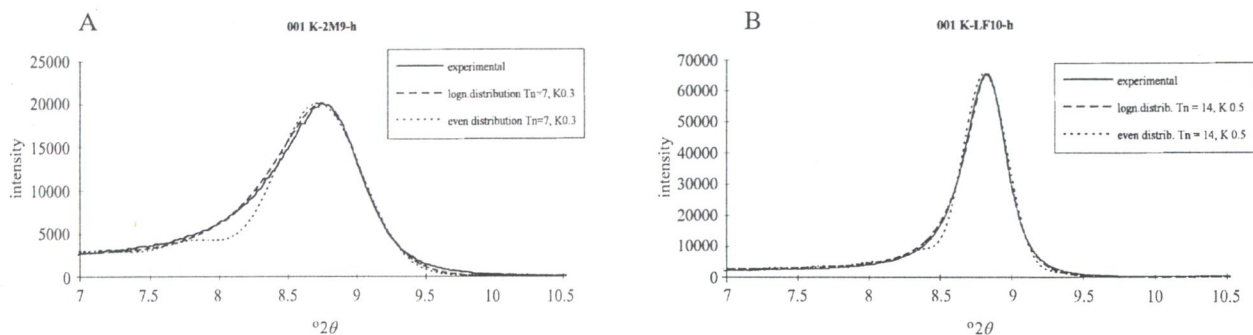 A
001 K-2M9-h
experimental
logn.distribution Tn=7, K0.3
even distribution Tn=7, K0.3
25000
20000
15000
10000
5000
0
intensity
7 7.5 8 8.5 9 9.5 10 10.5
º2θ
B
001 K-LF10-h
experimental
logn.distrib. Tn = 14, K 0.5
even distrib. Tn = 14, K 0.5
70000
60000
50000
40000
30000
20000
10000
0
intensity
7 7.5 8 8.5 9 9.5 10 10.5
º2θ